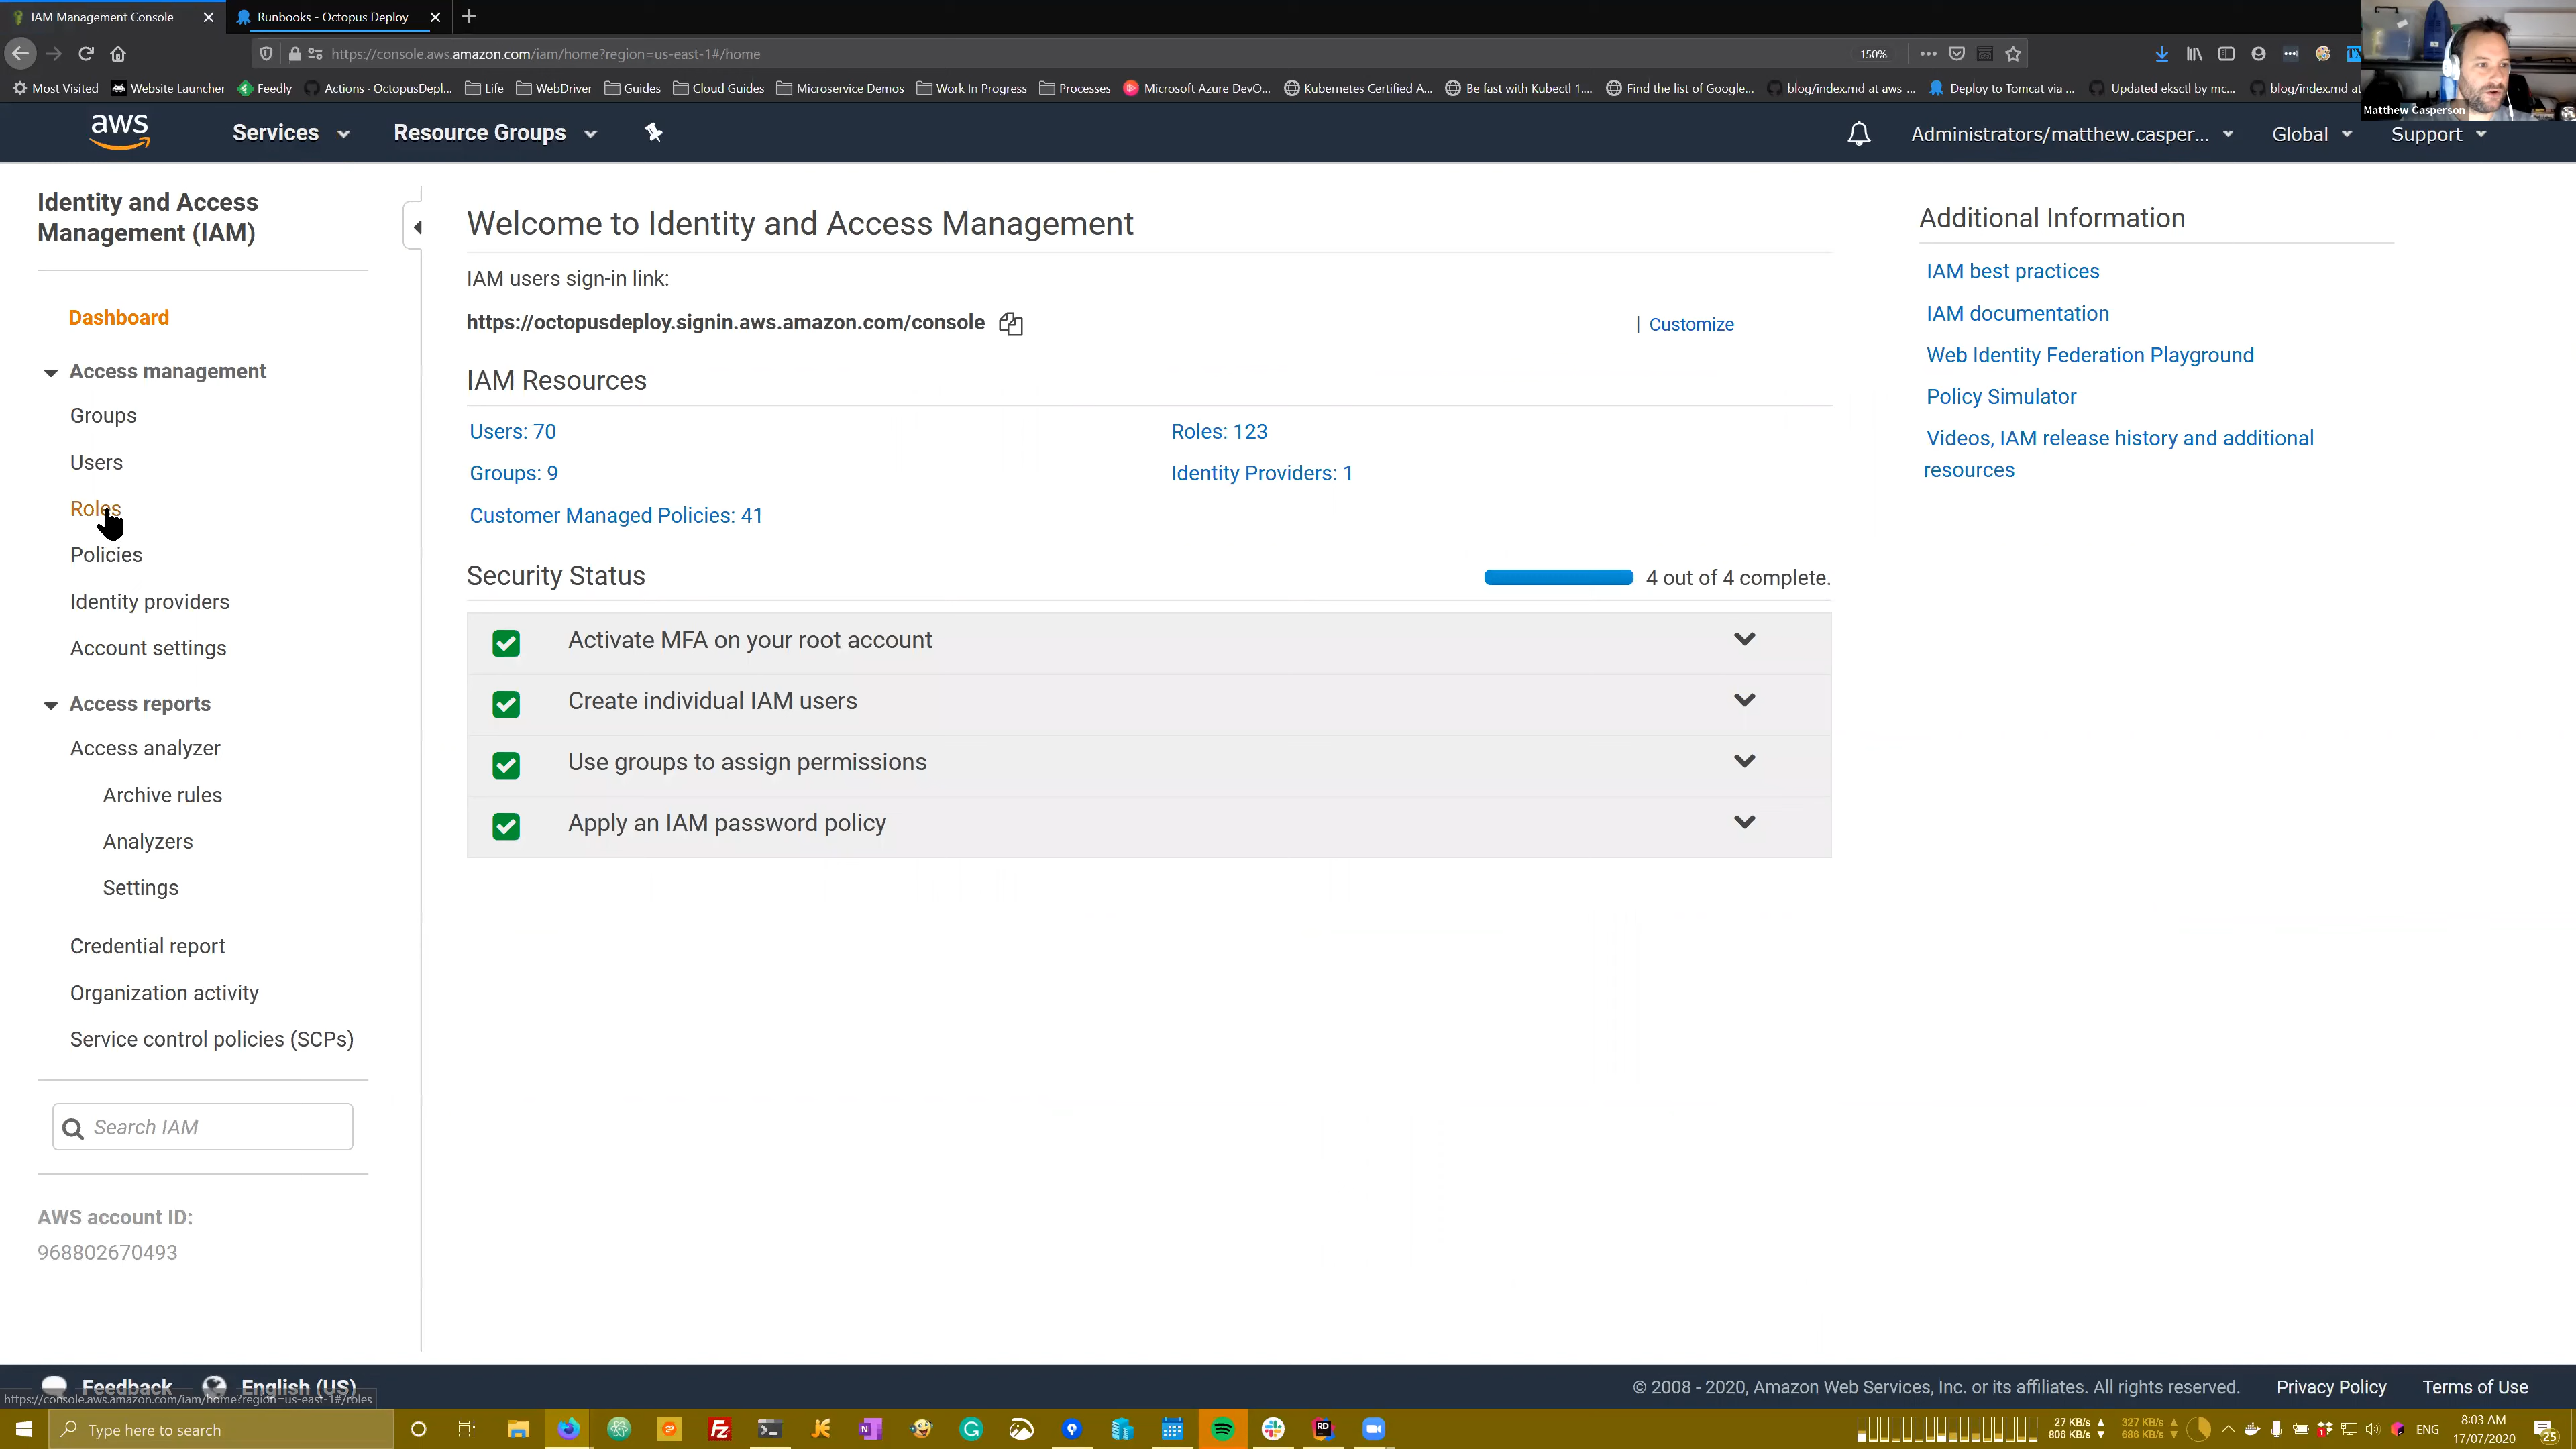 IAM Management Console
Runbooks - Octopus Deploy
https://console.aws.amazon.com/iam/home?region=us-east-1#/home
150%
Most Visited
Website Launcher
Feedly
Actions · OctopusDepl...
Life
WebDriver
Guides
Cloud Guides
Microservice Demos
Work In Progress
Processes
Microsoft Azure DevO...
Kubernetes Certified A...
Be fast with Kubectl 1....
Find the list of Google...
blog/index.md at aws-...
Deploy to Tomcat via ...
Updated eksctl by mc...
blog/index.md at
Matthew Casperson
aws
Services
Resource Groups
Administrators/matthew.casper...
Global
Support
Identity and Access
Management (IAM)
Dashboard
Access management
Groups
Users
Roles
Policies
Identity providers
Account settings
Access reports
Access analyzer
Archive rules
Analyzers
Settings
Credential report
Organization activity
Service control policies (SCPs)
Search IAM
AWS account ID:
968802670493
Welcome to Identity and Access Management
IAM users sign-in link:
https://octopusdeploy.signin.aws.amazon.com/console
| Customize
IAM Resources
Users: 70
Roles: 123
Groups: 9
Identity Providers: 1
Customer Managed Policies: 41
Security Status
4 out of 4 complete.
Activate MFA on your root account
Create individual IAM users
Use groups to assign permissions
Apply an IAM password policy
Additional Information
IAM best practices
IAM documentation
Web Identity Federation Playground
Policy Simulator
Videos, IAM release history and additional
resources
Feedback
English (US)
https://console.aws.amazon.com/iam/home?region=us-east-1#/roles
© 2008 - 2020, Amazon Web Services, Inc. or its affiliates. All rights reserved.
Privacy Policy
Terms of Use
Type here to search
27 KB/s
806 KB/s
327 KB/s
686 KB/s
ENG
8:03 AM
17/07/2020
25